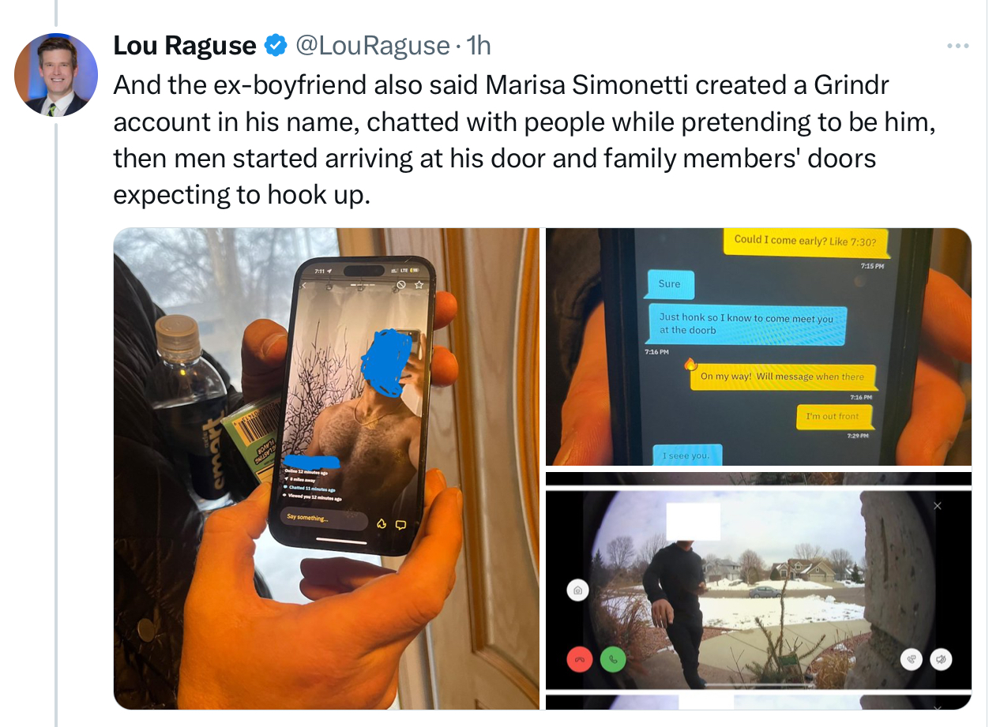 Lou Raguse @LouRaguse · 1h
And the ex-boyfriend also said Marisa Simonetti created a Grindr
account in his name, chatted with people while pretending to be him,
then men started arriving at his door and family members' doors
expecting to hook up.
7:11 LTE
Online 12 minutes ago
8 miles away
Chatted 11 minutes ago
Viewed you 12 minutes ago
Say something...
smart
LASTING
FLAVOR
Could I come early? Like 7:30?
7:15 PM
Sure
Just honk so I know to come meet you
at the doorb
7:16 PM
On my way! Will message when there
7:16 PM
I'm out front
7:29 PM
I seee you.